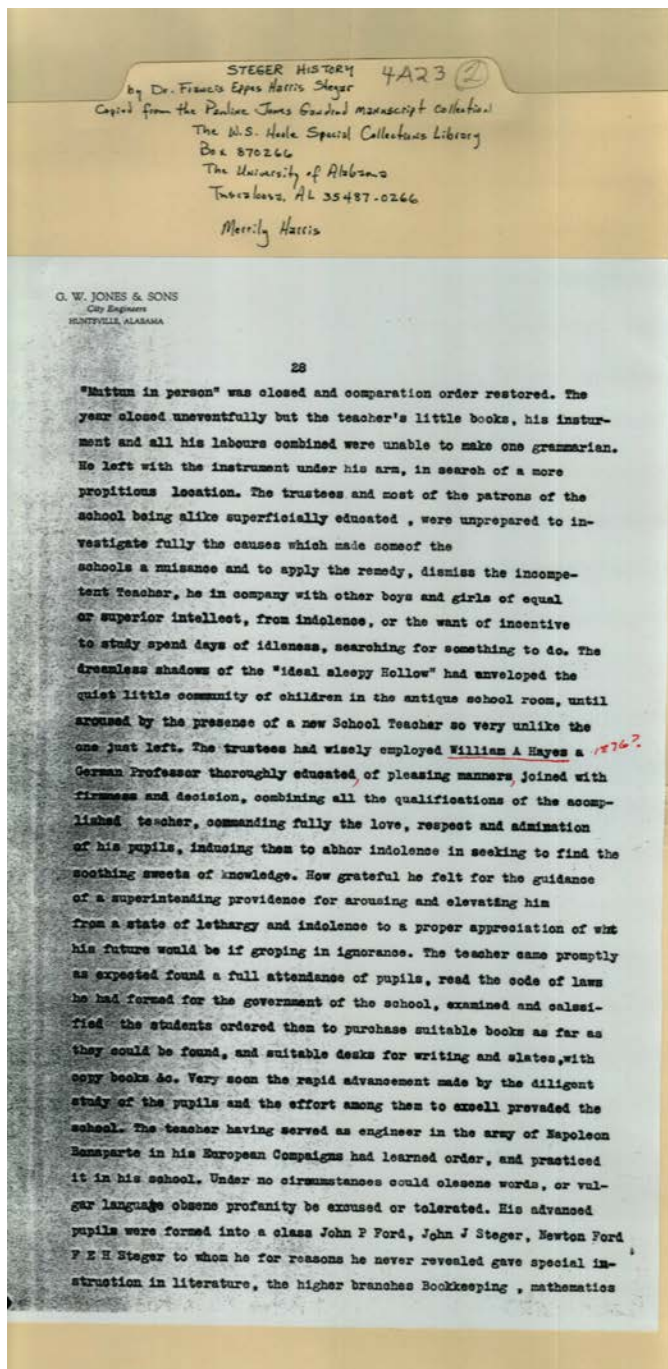 STEGER HISTORY 4A23 2
by Dr. Francis Eppes Harris Steger
Copied from the Pauline Jones Gandrud manuscript collection
The W.S. Hoole Special Collections Library
Box 870266
The University of Alabama
Tuscaloosa, AL 35487-0266
Merrily Harris
G. W. JONES & SONS
City Engineers
HUNTSVILLE, ALABAMA
28
"Muttun in person" was closed and comparation order restored. The
year closed uneventfully but the teacher's little books, his instur-
ment and all his labours combined were unable to make one grammarian.
He left with the instrument under his arm, in search of a more
propitious location. The trustees and most of the patrons of the
school being alike superficially educated , were unprepared to in-
vestigate fully the causes which made someof the
schools a nuisance and to apply the remedy, dismiss the incompe-
tent Teacher, he in company with other boys and girls of equal
or superior intellect, from indolence, or the want of incentive
to study spend days of idleness, searching for something to do. The
dreamless shadows of the "ideal sleepy Hollow" had enveloped the
quiet little community of children in the antique school room, until
aroused by the presence of a new School Teacher so very unlike the
one just left. The trustees had wisely employed William A Hayes a 1876?
German Professor thoroughly educated, of pleasing manners, joined with
firmness and decision, combining all the qualifications of the acomp-
lished teacher, commanding fully the love, respect and admination
of his pupils, inducing them to abhor indolence in seeking to find the
soothing sweets of knowledge. How grateful he felt for the guidance
of a superintending providence for arousing and elevating him
from a state of lethargy and indolence to a proper appreciation of what
his future would be if groping in ignorance. The teacher came promptly
as expected found a full attendance of pupils, read the code of laws
he had formed for the government of the school, examined and calssi-
fied the students ordered them to purchase suitable books as far as
they could be found, and suitable desks for writing and slates,with
copy books &c. Very soon the rapid advancement made by the diligent
study of the pupils and the effort among them to excell prevaded the
school. The teacher having served as engineer in the army of Napoleon
Bonaparte in his European Compaigns had learned order, and practiced
it in his school. Under no circumstances could olesene words, or vul-
gar language obsene profanity be excused or tolerated. His advanced
pupils were formed into a class John P Ford, John J Steger, Newton Ford
F E H Steger to whom he for reasons he never revealed gave special in-
struction in literature, the higher branches Bookkeeping , mathematics